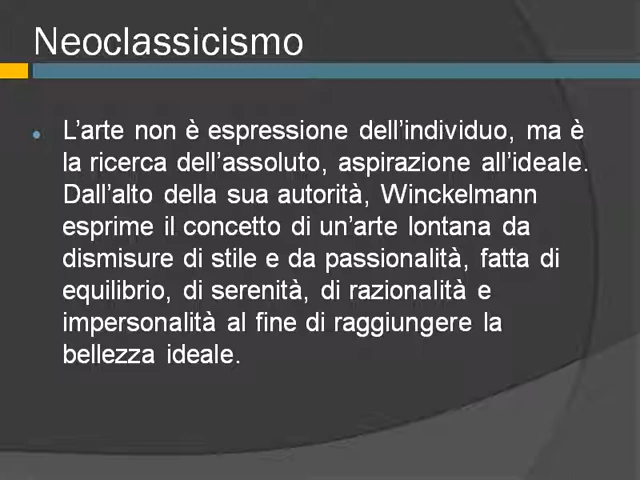 Neoclassicismo
L’arte non è espressione dell’individuo, ma è
la ricerca dell’assoluto, aspirazione all’ideale.
Dall’alto della sua autorità, Winckelmann
esprime il concetto di un’arte lontana da
dismisure di stile e da passionalità, fatta di
equilibrio, di serenità, di razionalità e
impersonalità al fine di raggiungere la
bellezza ideale.